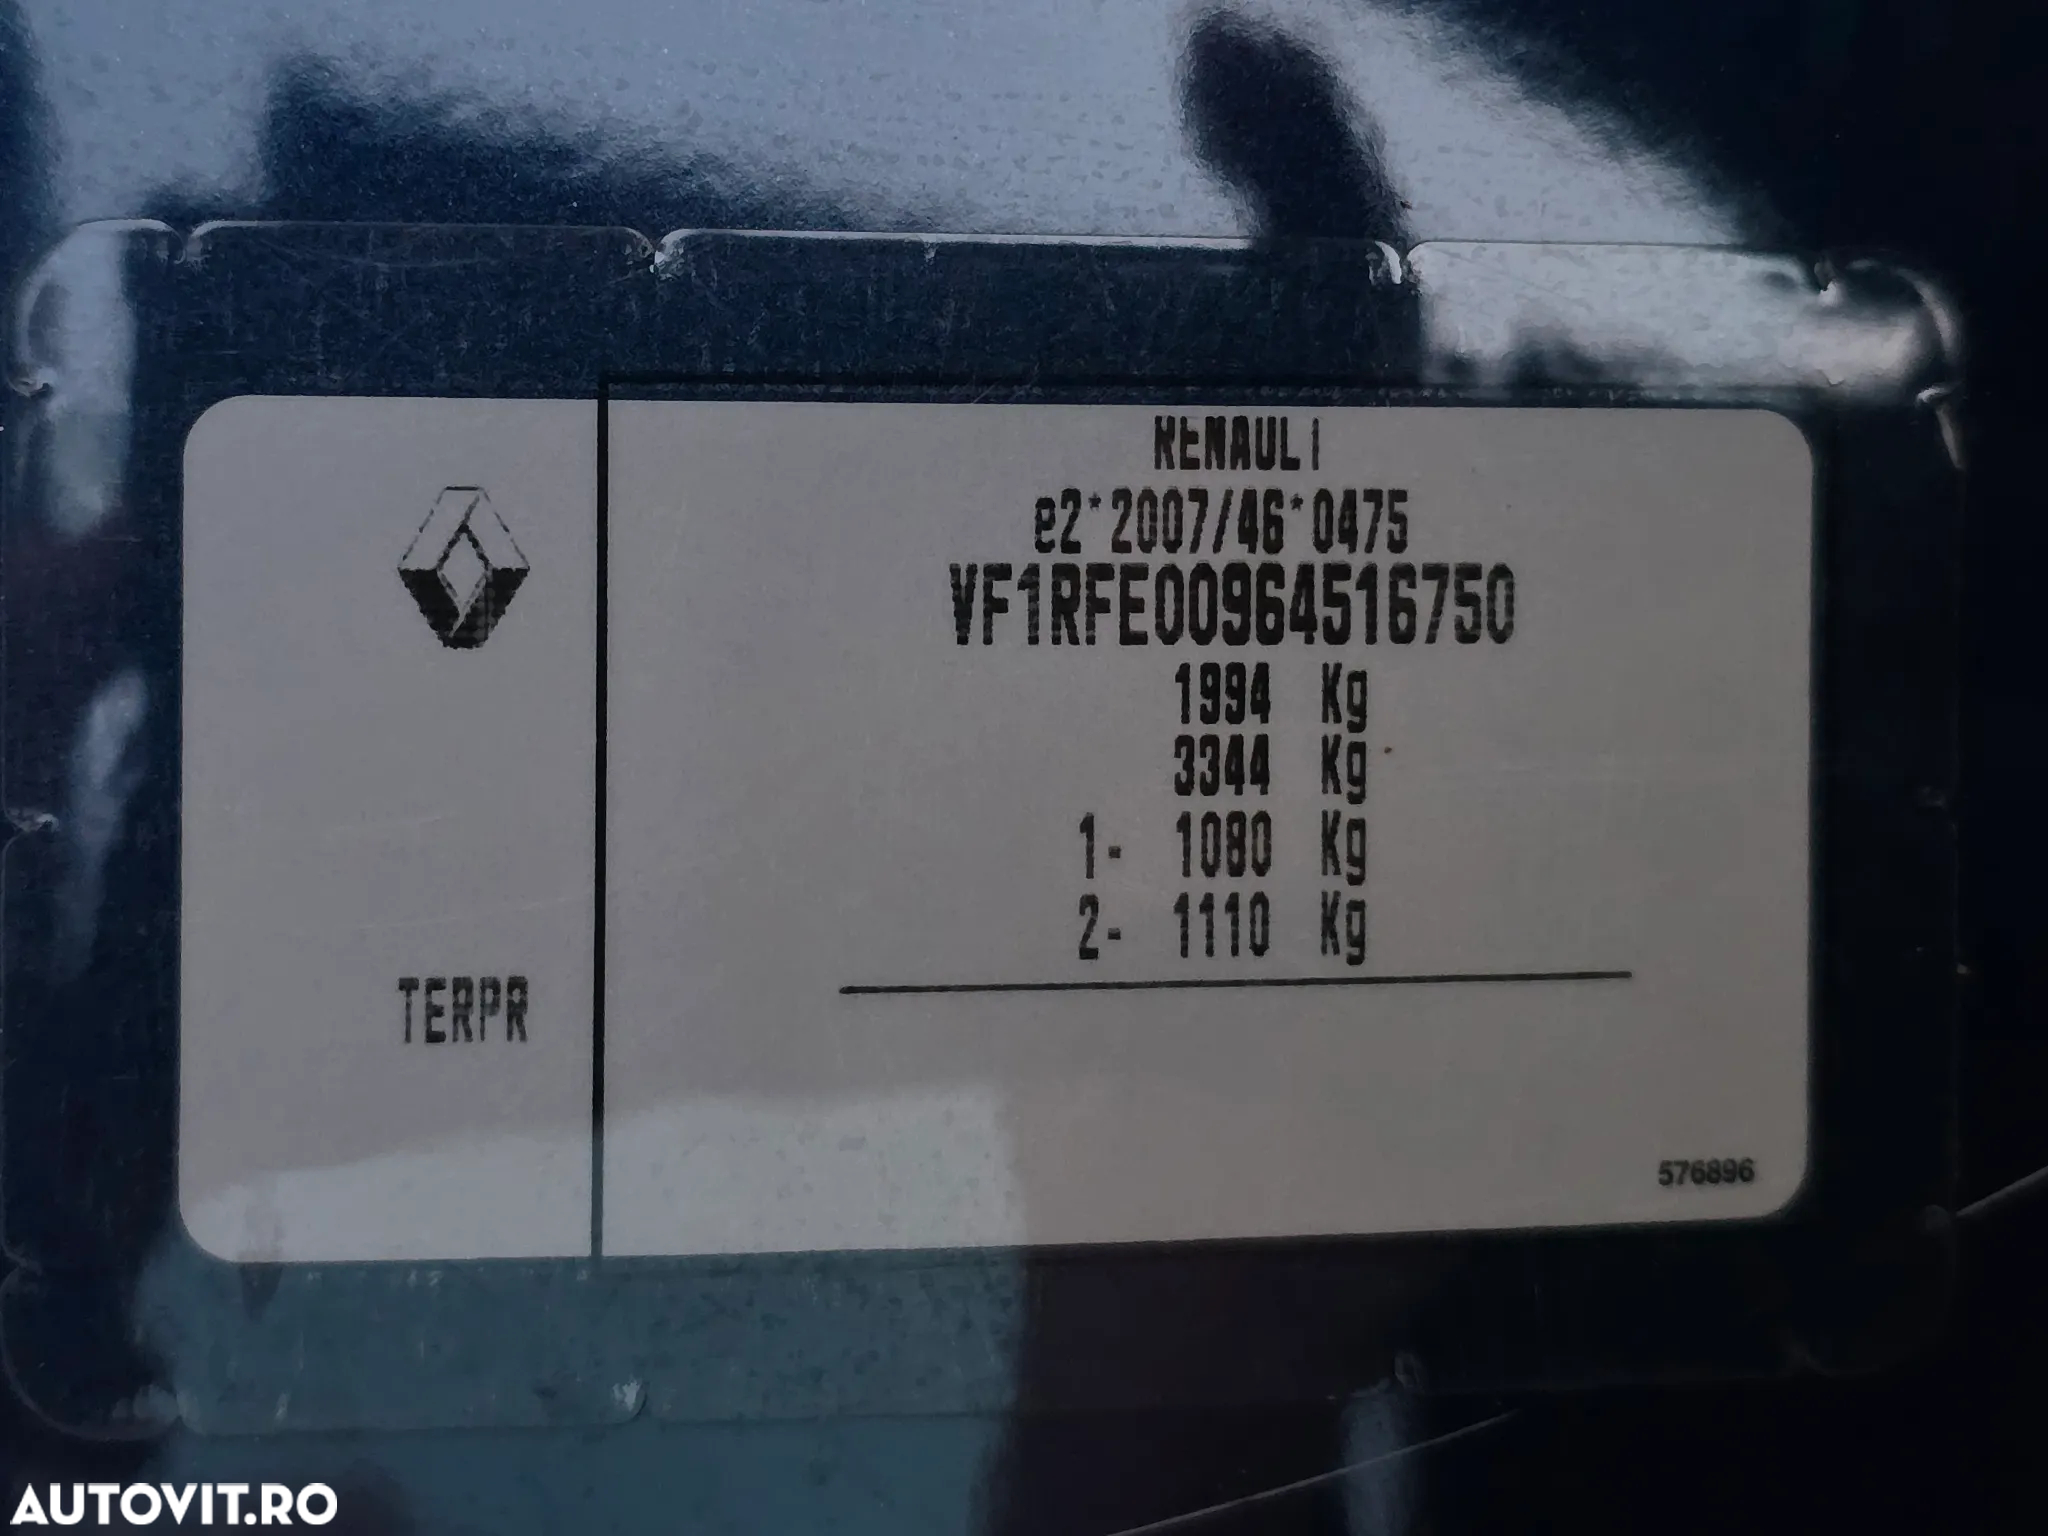 RENAULT
e2*2007/46*0475
VF1RFE00964516750
1994 Kg
3344 Kg
1- 1080 Kg
2- 1110 Kg
TERPR
576896
AUTOVIT.RO